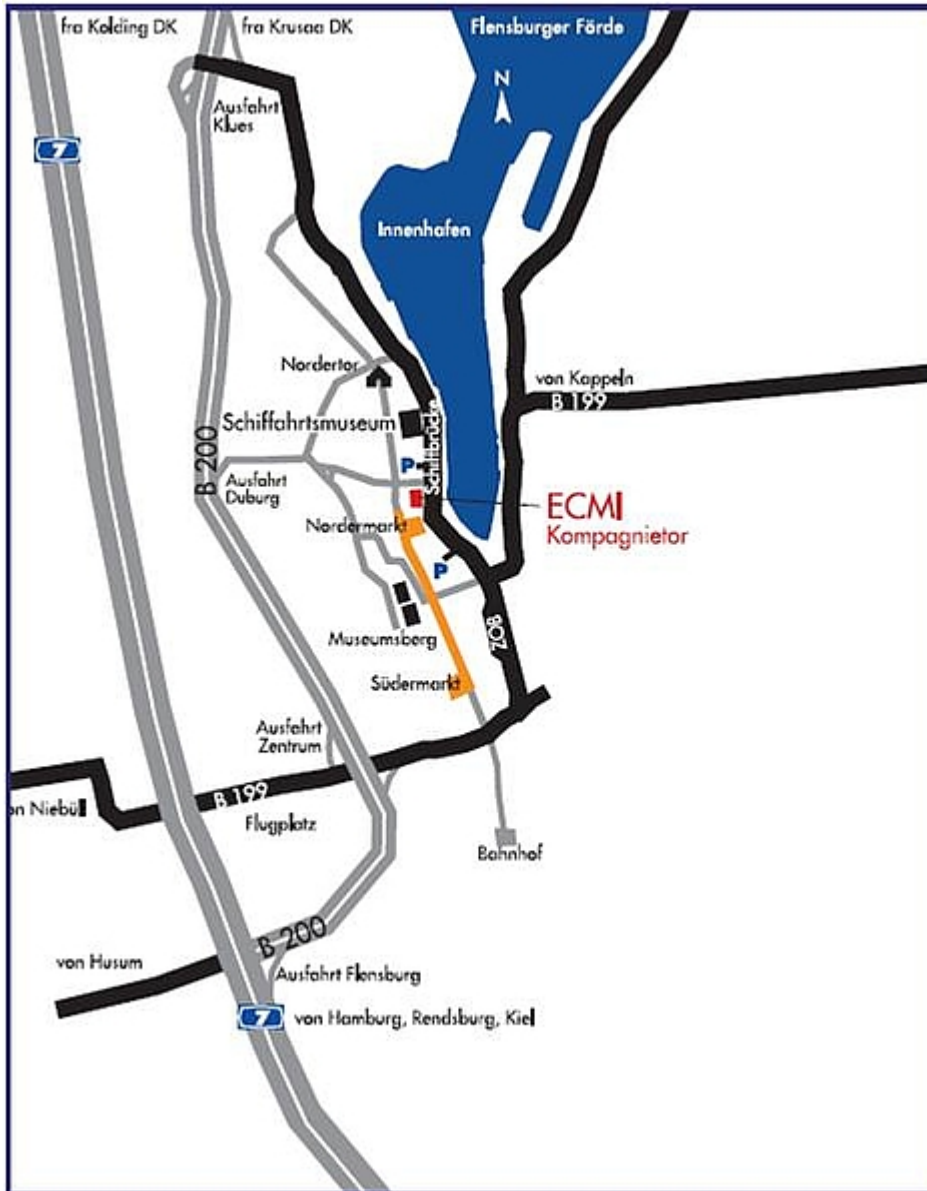 fra Kolding DK
fra Krusaa DK
Flensburger Förde
N
Ausfahrt
Klues
7
Innenhafen
Nordertor
von Kappeln
B 199
Schiffahrtsmuseum
Schiffbrücke
B 200
P
Ausfahrt
Duburg
ECMI
Kompagnietor
Nordermarkt
P
Museumsberg
ZOB
Südermarkt
Ausfahrt
Zentrum
B 199
on Niebüll
Flugplatz
Bahnhof
B 200
von Husum
Ausfahrt Flensburg
7
von Hamburg, Rendsburg, Kiel